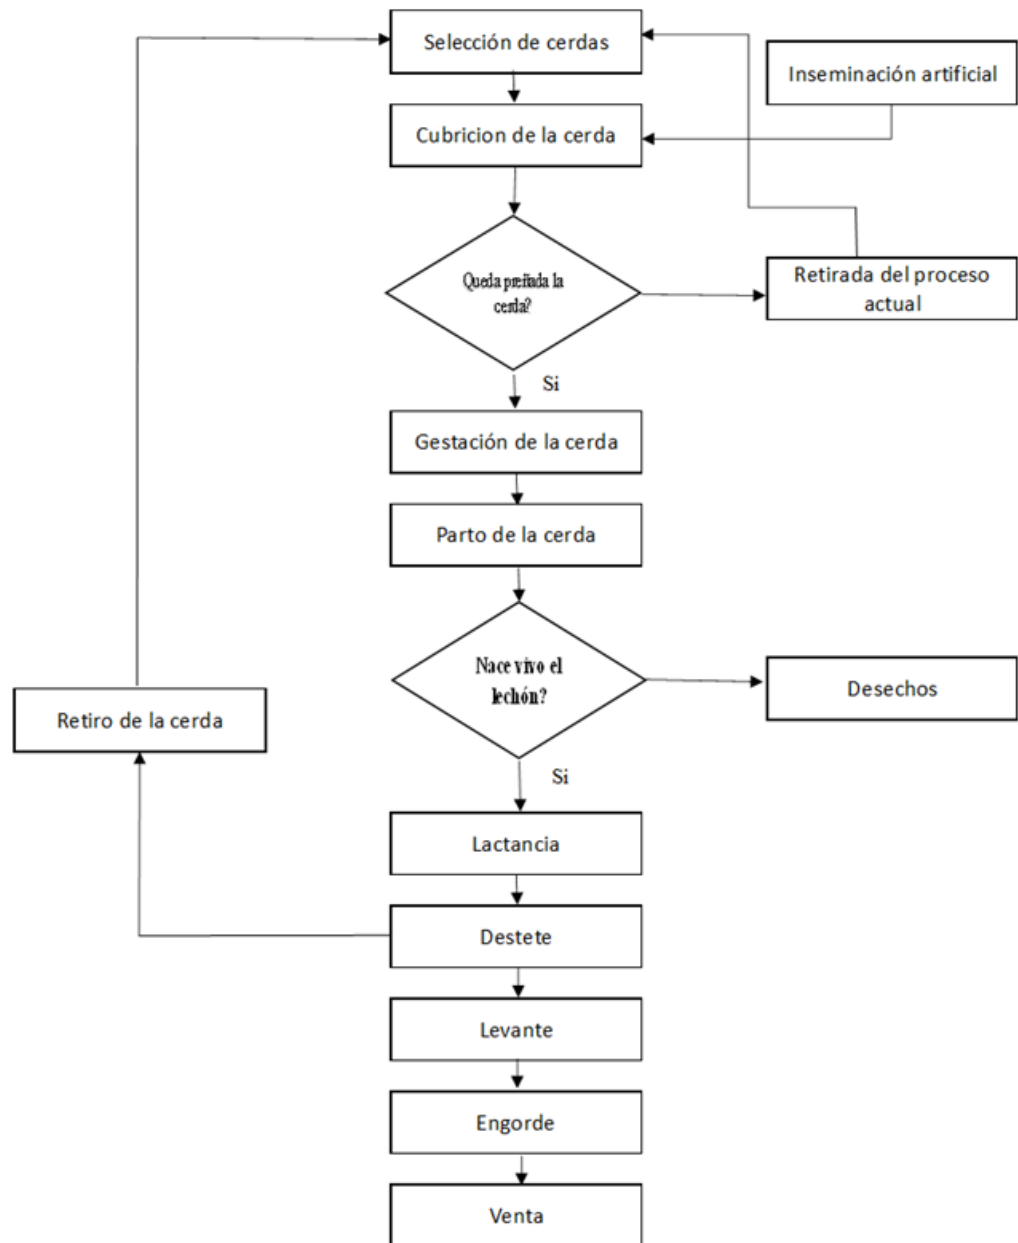 Selección de cerdas
Inseminación artificial
Cubricion de la cerda
Queda preñada la
cerda?
Retirada del proceso
actual
Si
Gestación de la cerda
Parto de la cerda
Nace vivo el
lechón?
Desechos
Retiro de la cerda
Si
Lactancia
Destete
Levante
Engorde
Venta